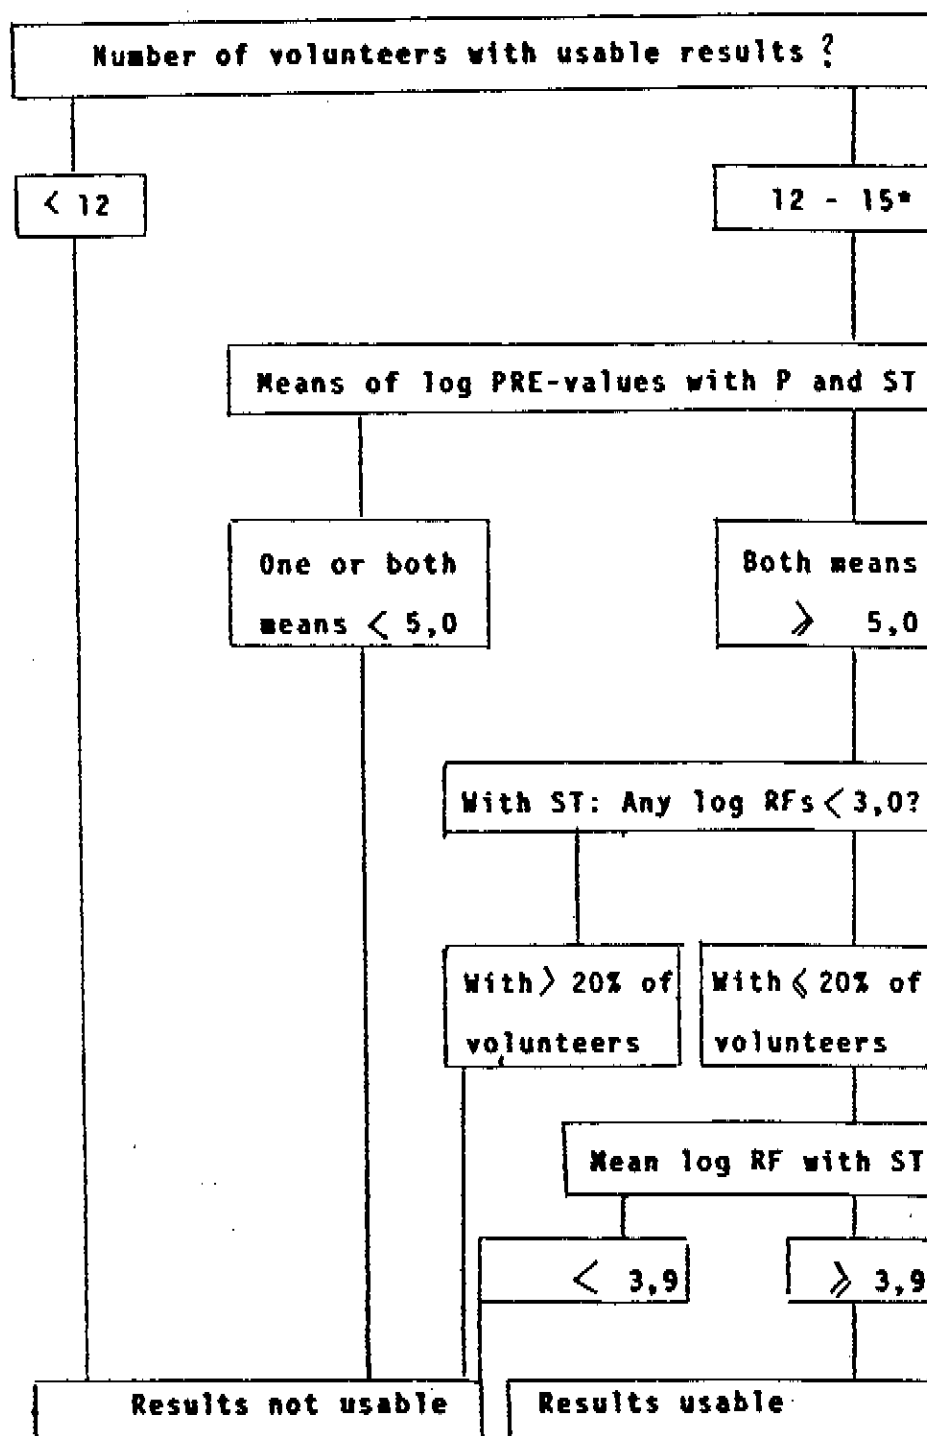 Number of volunteers with usable results ?
< 12
12 - 15*
Means of log PRE-values with P and ST
One or both
means < 5,0
Both means
⩾ 5,0
With ST: Any log RFs < 3,0?
With > 20% of
volunteers
With ⩽ 20% of
volunteers
Mean log RF with ST
< 3,9
⩾ 3,9
Results not usable
Results usable